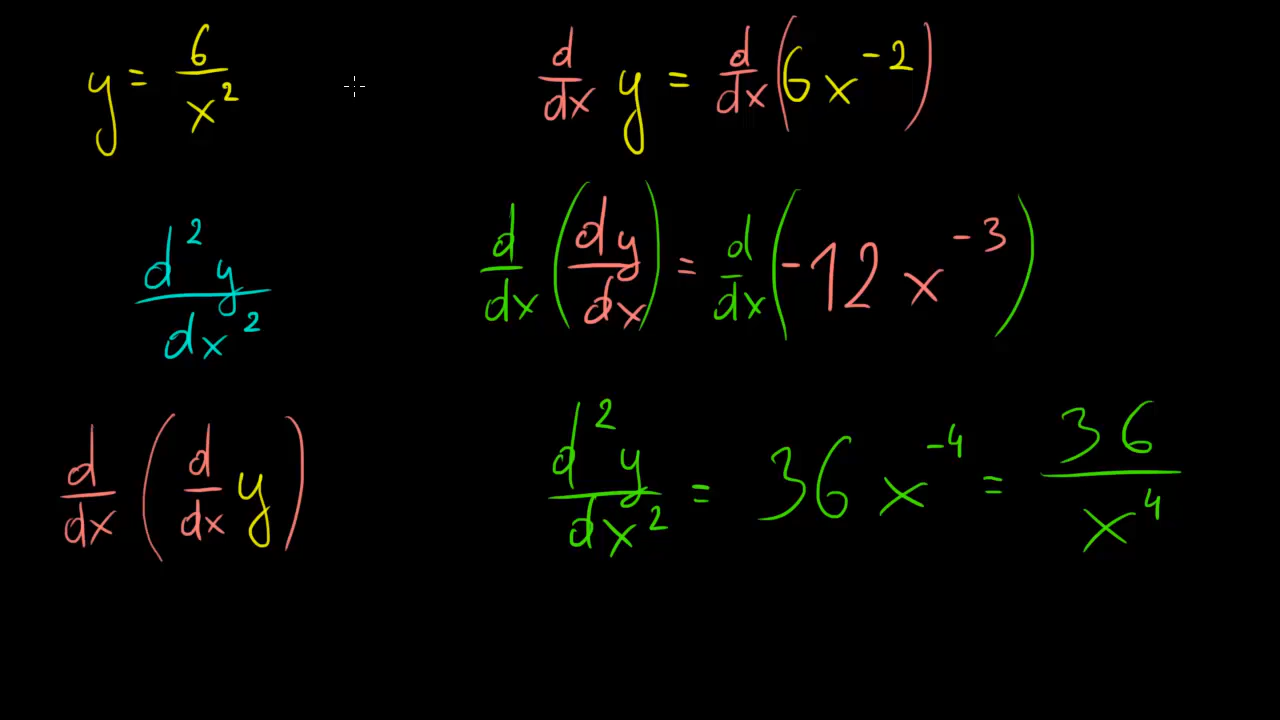 y = 6/x²
d²y/dx²
d/dx (d/dx y)
d/dx y = d/dx (6x⁻²)
d/dx (dy/dx) = d/dx (-12x⁻³)
d²y/dx² = 36x⁻⁴ = 36/x⁴